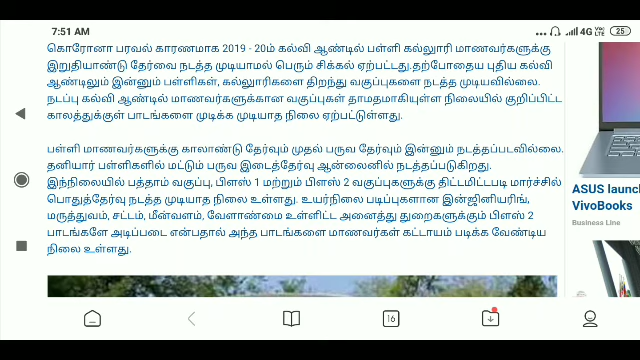 7:51 AM
4G
VoLTE
25
கொரோனா பரவல் காரணமாக 2019 - 20ம் கல்வி ஆண்டில் பள்ளி கல்லூரி மாணவர்களுக்கு
இறுதியாண்டு தேர்வை நடத்த முடியாமல் பெரும் சிக்கல் ஏற்பட்டது.தற்போதைய புதிய கல்வி
ஆண்டிலும் இன்னும் பள்ளிகள், கல்லூரிகளை திறந்து வகுப்புகளை நடத்த முடியவில்லை.
நடப்பு கல்வி ஆண்டில் மாணவர்களுக்கான வகுப்புகள் தாமதமாகியுள்ள நிலையில் குறிப்பிட்ட
காலத்துக்குள் பாடங்களை முடிக்க முடியாத நிலை ஏற்பட்டுள்ளது.
பள்ளி மாணவர்களுக்கு காலாண்டு தேர்வும் முதல் பருவ தேர்வும் இன்னும் நடத்தப்படவில்லை.
தனியார் பள்ளிகளில் மட்டும் பருவ இடைத்தேர்வு ஆன்லைனில் நடத்தப்படுகிறது.
இந்நிலையில் பத்தாம் வகுப்பு, பிளஸ் 1 மற்றும் பிளஸ் 2 வகுப்புகளுக்கு திட்டமிட்டபடி மார்ச்சில்
பொதுத்தேர்வு நடத்த முடியாத நிலை உள்ளது. உயர்நிலை படிப்புகளான இன்ஜினியரிங்,
மருத்துவம், சட்டம், மீன்வளம், வேளாண்மை உள்ளிட்ட அனைத்து துறைகளுக்கும் பிளஸ் 2
பாடங்களே அடிப்படை என்பதால் அந்த பாடங்களை மாணவர்கள் கட்டாயம் படிக்க வேண்டிய
நிலை உள்ளது.
ASUS launc
VivoBooks
Business Line
16